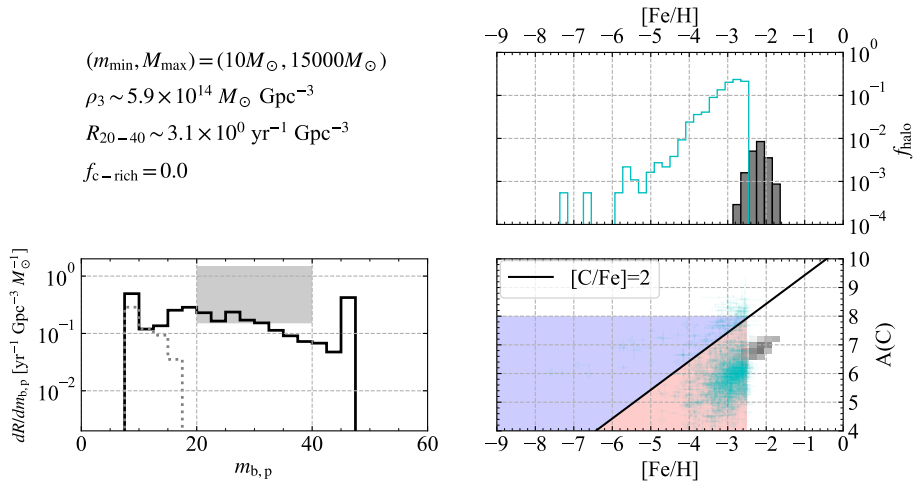 [Fe/H]
−9 −8 −7 −6 −5 −4 −3 −2 −1 0
(m_min, M_max) = (10M_⊙, 15000M_⊙)
ρ_3 ~ 5.9 × 10^14 M_⊙ Gpc^−3
R_20−40 ~ 3.1 × 10^0 yr^−1 Gpc^−3
f_c−rich = 0.0
10^0
10^−1
10^−2
10^−3
10^−4
f_halo
dR/dm_b,p [yr^−1 Gpc^−3 M_⊙^−1]
10^0
10^−1
10^−2
0 20 40 60
m_b,p
[C/Fe]=2
10
9
8
7
6
5
4
A(C)
−9 −8 −7 −6 −5 −4 −3 −2 −1 0
[Fe/H]